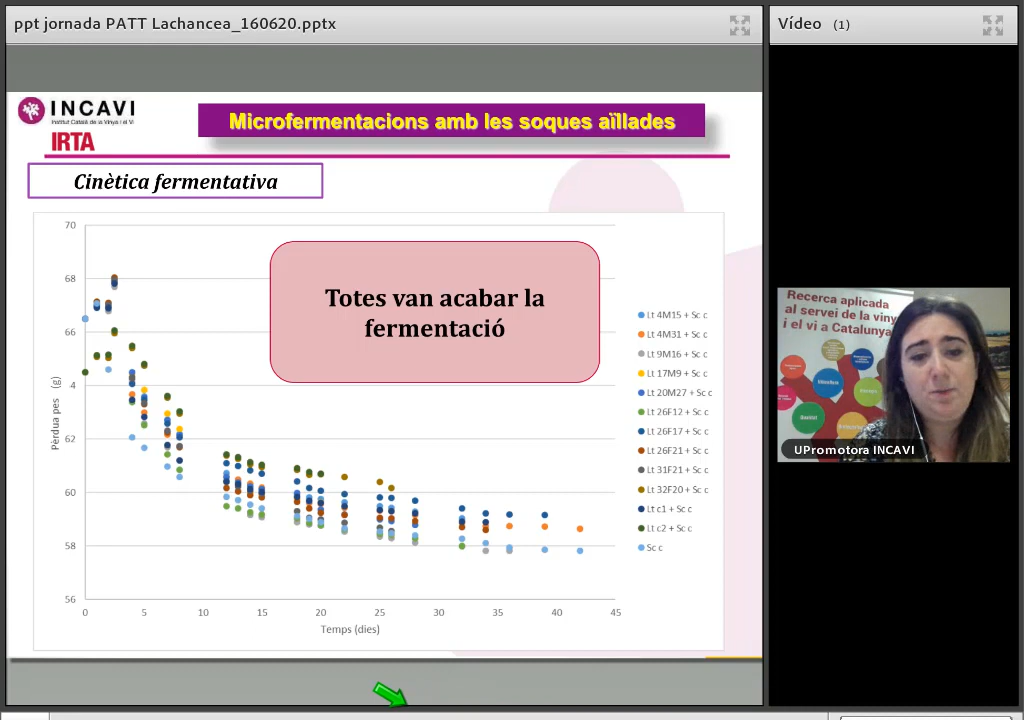 ppt jornada PATT Lachancea_160620.pptx
Vídeo (1)
INCAVI
Institut Català de la Vinya i el Vi
IRTA
Microfermentacions amb les soques aïllades
Cinètica fermentativa
Totes van acabar la
fermentació
70
68
66
4
62
60
58
56
Pèrdua pes (g)
0 5 10 15 20 25 30 35 40 45
Temps (dies)
Lt 4M15 + Sc c
Lt 4M31 + Sc c
Lt 9M16 + Sc c
Lt 17M9 + Sc c
Lt 20M27 + Sc c
Lt 26F12 + Sc c
Lt 26F17 + Sc c
Lt 26F21 + Sc c
Lt 31F21 + Sc c
Lt 32F20 + Sc c
Lt c1 + Sc c
Lt c2 + Sc c
Sc c
Recerca aplicada
al servei de la viny
i el vi a Catalunya
UPromotora INCAVI